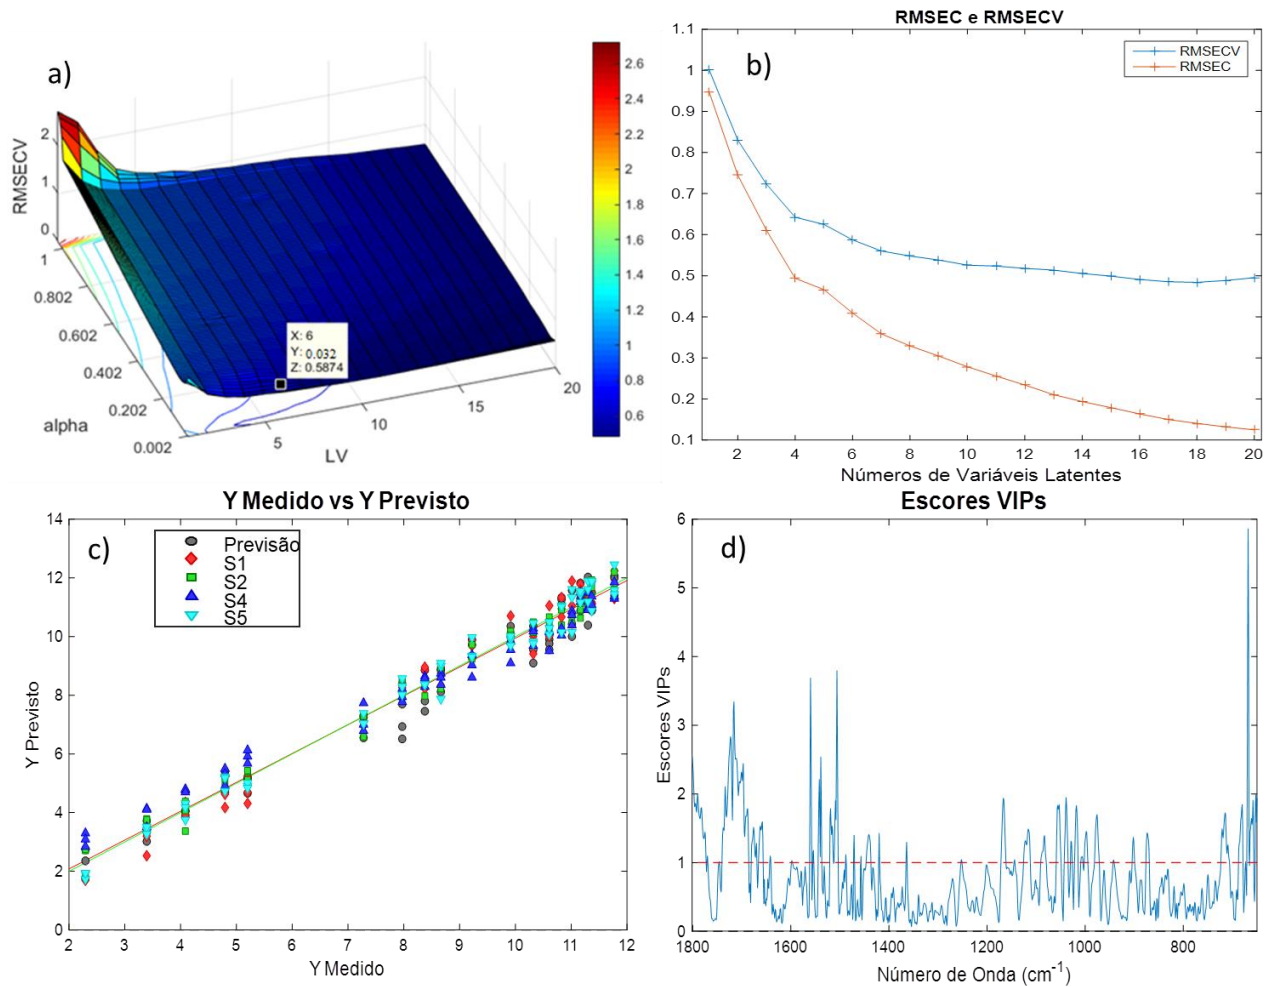 a)
RMSECV
2
1
0
1
0.802
0.602
0.402
0.202
0.002
alpha
5
10
15
20
LV
X: 6
Y: 0.032
Z: 0.5874
2.6
2.4
2.2
2
1.8
1.6
1.4
1.2
1
0.8
0.6
RMSEC e RMSECV
b)
RMSECV
RMSEC
1.1
1
0.9
0.8
0.7
0.6
0.5
0.4
0.3
0.2
0.1
2 4 6 8 10 12 14 16 18 20
Números de Variáveis Latentes
Y Medido vs Y Previsto
c)
Previsão
S1
S2
S4
S5
Y Previsto
14
12
10
8
6
4
2
0
2 3 4 5 6 7 8 9 10 11 12
Y Medido
Escores VIPs
d)
Escores VIPs
6
5
4
3
2
1
0
1800 1600 1400 1200 1000 800
Número de Onda (cm⁻¹)